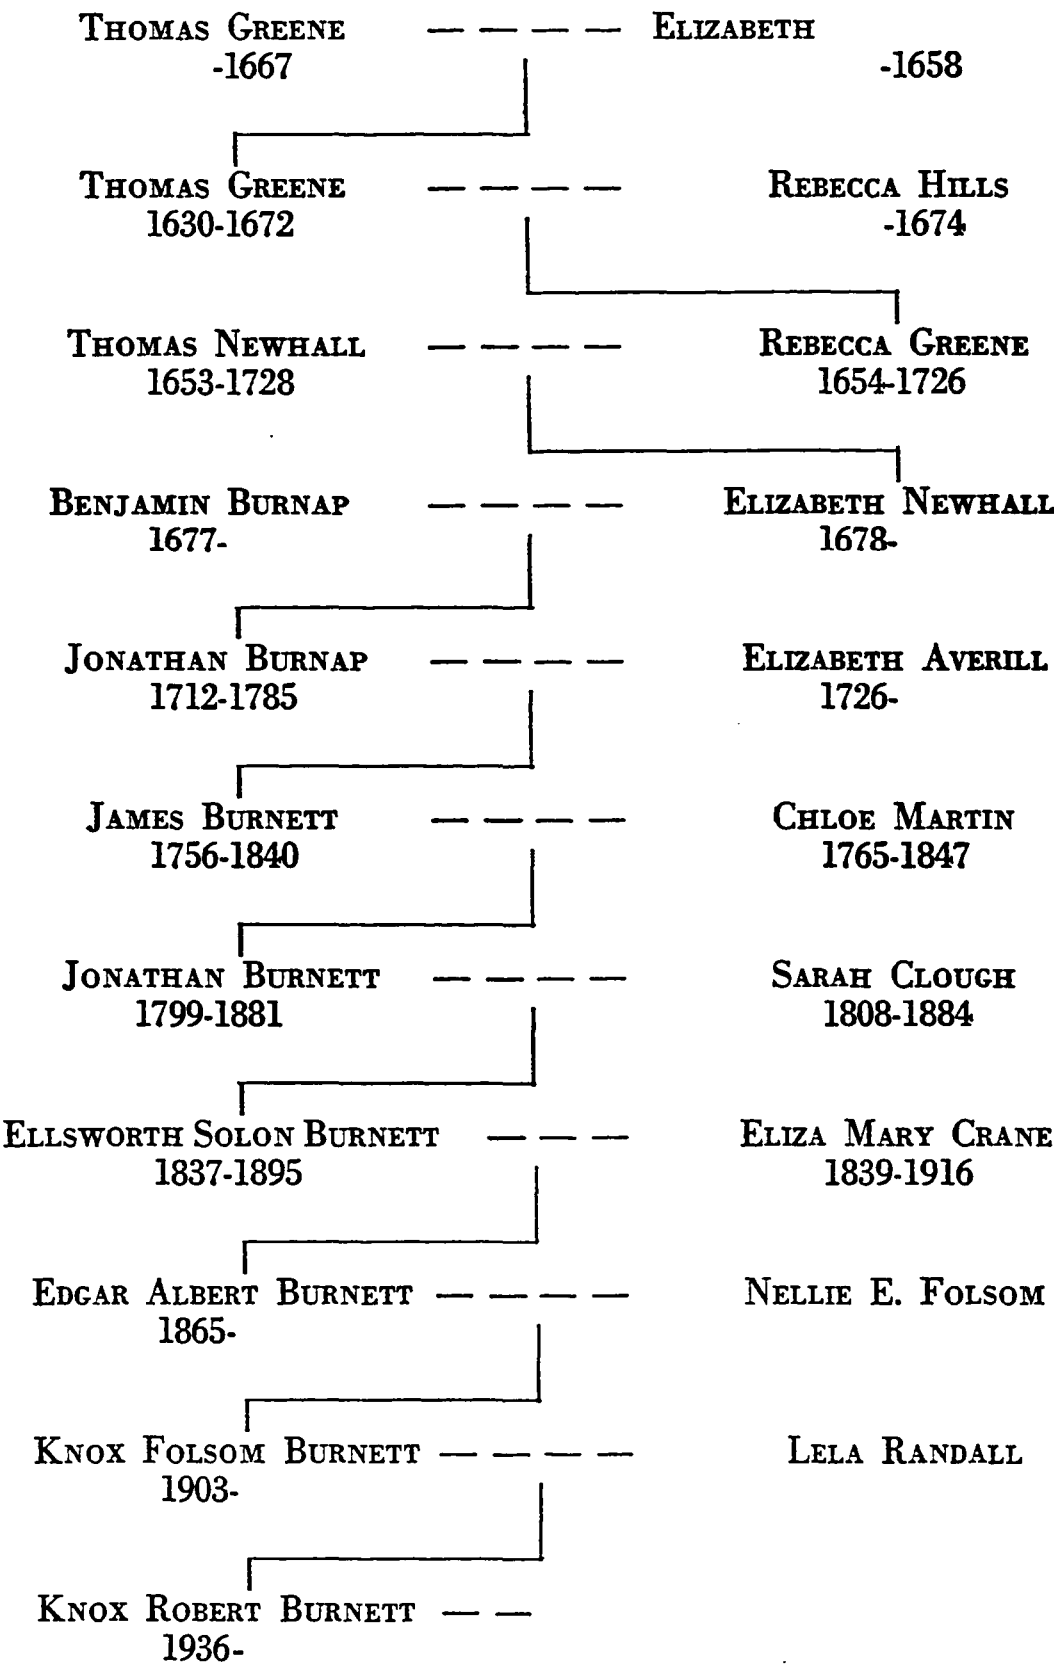 THOMAS GREENE — — — — ELIZABETH
-1667 -1658
THOMAS GREENE — — — — REBECCA HILLS
1630-1672 -1674
THOMAS NEWHALL — — — — REBECCA GREENE
1653-1728 1654-1726
BENJAMIN BURNAP — — — — ELIZABETH NEWHALL
1677- 1678-
JONATHAN BURNAP — — — — ELIZABETH AVERILL
1712-1785 1726-
JAMES BURNETT — — — — CHLOE MARTIN
1756-1840 1765-1847
JONATHAN BURNETT — — — — SARAH CLOUGH
1799-1881 1808-1884
ELLSWORTH SOLON BURNETT — — — ELIZA MARY CRANE
1837-1895 1839-1916
EDGAR ALBERT BURNETT — — — — NELLIE E. FOLSOM
1865-
KNOX FOLSOM BURNETT — — — — LELA RANDALL
1903-
KNOX ROBERT BURNETT — —
1936-